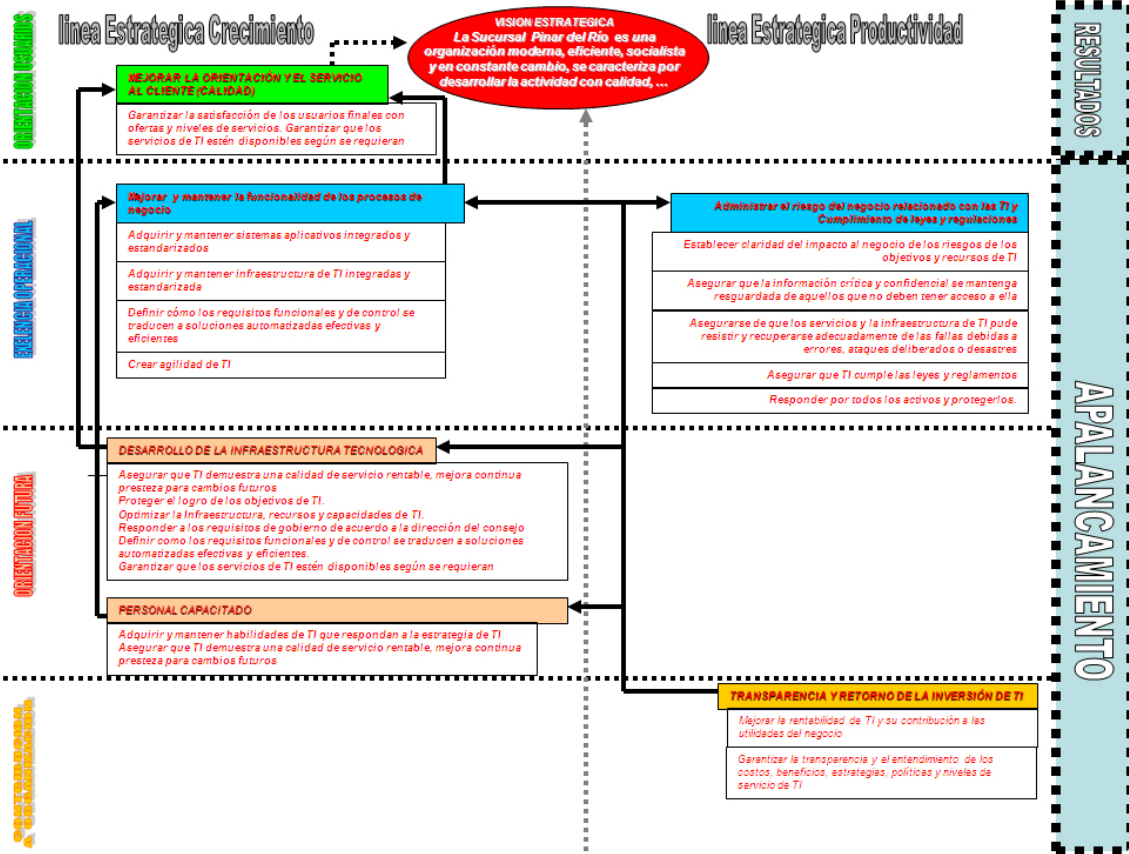 linea Estrategica Crecimiento
VISION ESTRATEGICA
La Sucursal Pinar del Río es una
organización moderna, eficiente, socialista
y en constante cambio, se caracteriza por
desarrollar la actividad con calidad, ...
linea Estrategica Productividad
ORIENTACION USUARIOS
RESULTADOS
MEJORAR LA ORIENTACIÓN Y EL SERVICIO
AL CLIENTE (CALIDAD)
Garantizar la satisfacción de los usuarios finales con
ofertas y niveles de servicios. Garantizar que los
servicios de TI estén disponibles según se requieran
EXELENCIA OPERACIONAL
Mejorar y mantener la funcionalidad de los procesos de
negocio
Adquirir y mantener sistemas aplicativos integrados y
estandarizados
Adquirir y mantener infraestructura de TI integradas y
estandarizada
Definir cómo los requisitos funcionales y de control se
traducen a soluciones automatizadas efectivas y
eficientes
Crear agilidad de TI
Administrar el riesgo del negocio relacionado con las TI y
Cumplimiento de leyes y regulaciones
Establecer claridad del impacto al negocio de los riesgos de los
objetivos y recursos de TI
Asegurar que la información crítica y confidencial se mantenga
resguardada de aquellos que no deben tener acceso a ella
Asegurarse de que los servicios y la infraestructura de TI pude
resistir y recuperarse adecuadamente de las fallas debidas a
errores, ataques deliberados o desastres
Asegurar que TI cumple las leyes y reglamentos
Responder por todos los activos y protegerlos.
APALANCAMIENTO
ORIENTACION FUTURA
DESARROLLO DE LA INFRAESTRUCTURA TECNOLOGICA
Asegurar que TI demuestra una calidad de servicio rentable, mejora continua
presteza para cambios futuros
Proteger el logro de los objetivos de TI.
Optimizar la Infraestructura, recursos y capacidades de TI.
Responder a los requisitos de gobierno de acuerdo a la dirección del consejo
Definir como los requisitos funcionales y de control se traducen a soluciones
automatizadas efectivas y eficientes.
Garantizar que los servicios de TI estén disponibles según se requieran
PERSONAL CAPACITADO
Adquirir y mantener habilidades de TI que respondan a la estrategia de TI
Asegurar que TI demuestra una calidad de servicio rentable, mejora continua
presteza para cambios futuros
TRANSPARENCIA Y RETORNO DE LA INVERSIÓN DE TI
Mejorar la rentabilidad de TI y su contribución a las
utilidades del negocio
Garantizar la transparencia y el entendimiento de los
costos, beneficios, estrategias, políticas y niveles de
servicio de TI